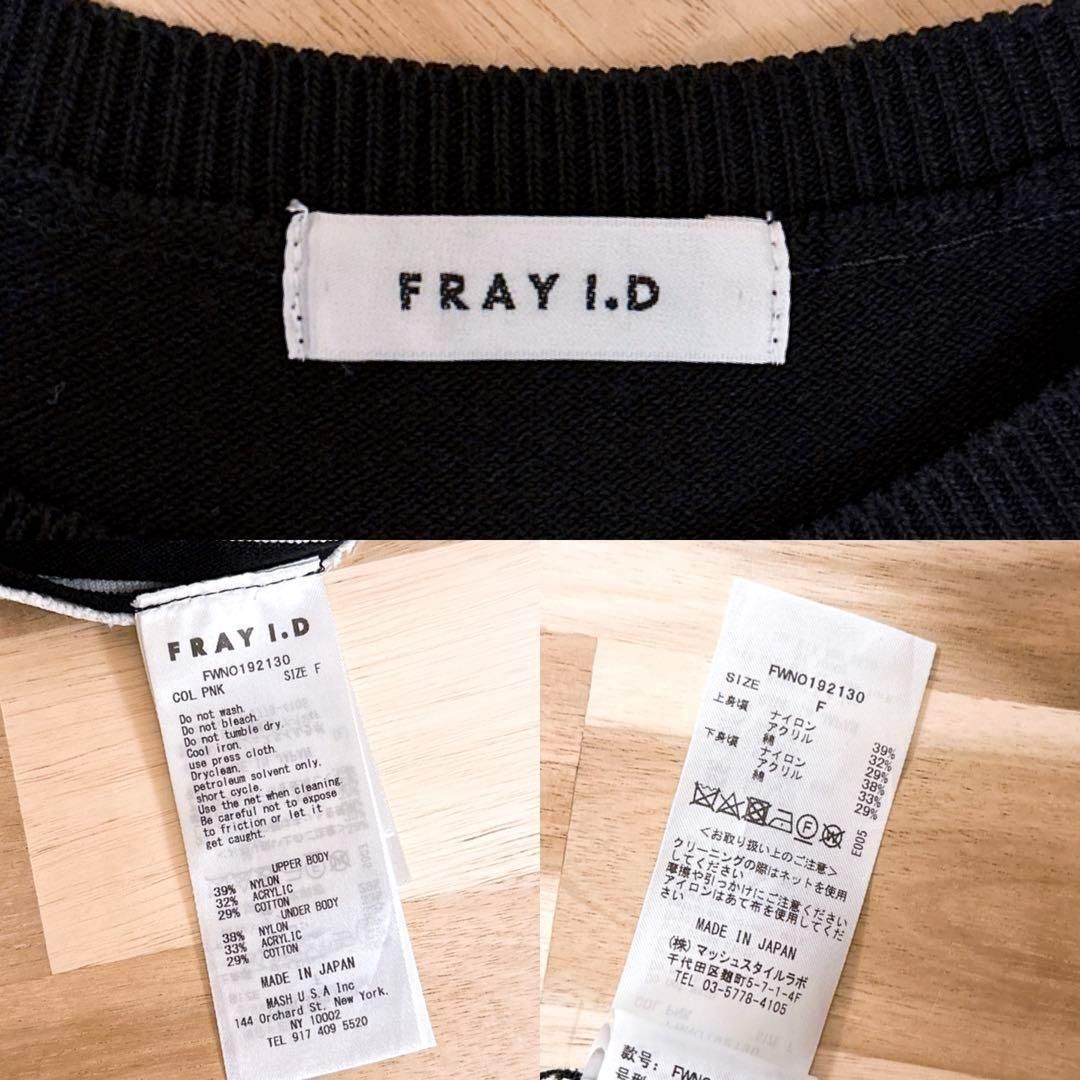 FRAY I.D
FRAY I.D
FWNO192130
COL PNK SIZE F
Do not wash.
Do not bleach.
Do not tumble dry.
Cool iron.
use press cloth.
Dryclean.
petroleum solvent only.
short cycle.
Use the net when cleaning.
Be careful not to expose
to friction or let it
get caught.
UPPER BODY
39% NYLON
32% ACRYLIC
29% COTTON
UNDER BODY
38% NYLON
33% ACRYLIC
29% COTTON
MADE IN JAPAN
MASH U.S.A Inc
144 Orchard St. New York.
NY 10002
TEL 917 409 5520
FWNO192130
SIZE F
上身頃 ナイロン 39%
アクリル 32%
綿 29%
下身頃 ナイロン 38%
アクリル 33%
綿 29%
F
E005
<お取り扱い上のご注意>
クリーニングの際はネットを使用
してください
摩擦や引っかけにご注意ください
アイロンはあて布を使用してくだ
さい
MADE IN JAPAN
(株)マッシュスタイルラボ
千代田区麹町5-7-1-4F
TEL 03-5778-4105
款号: FWNO
号型